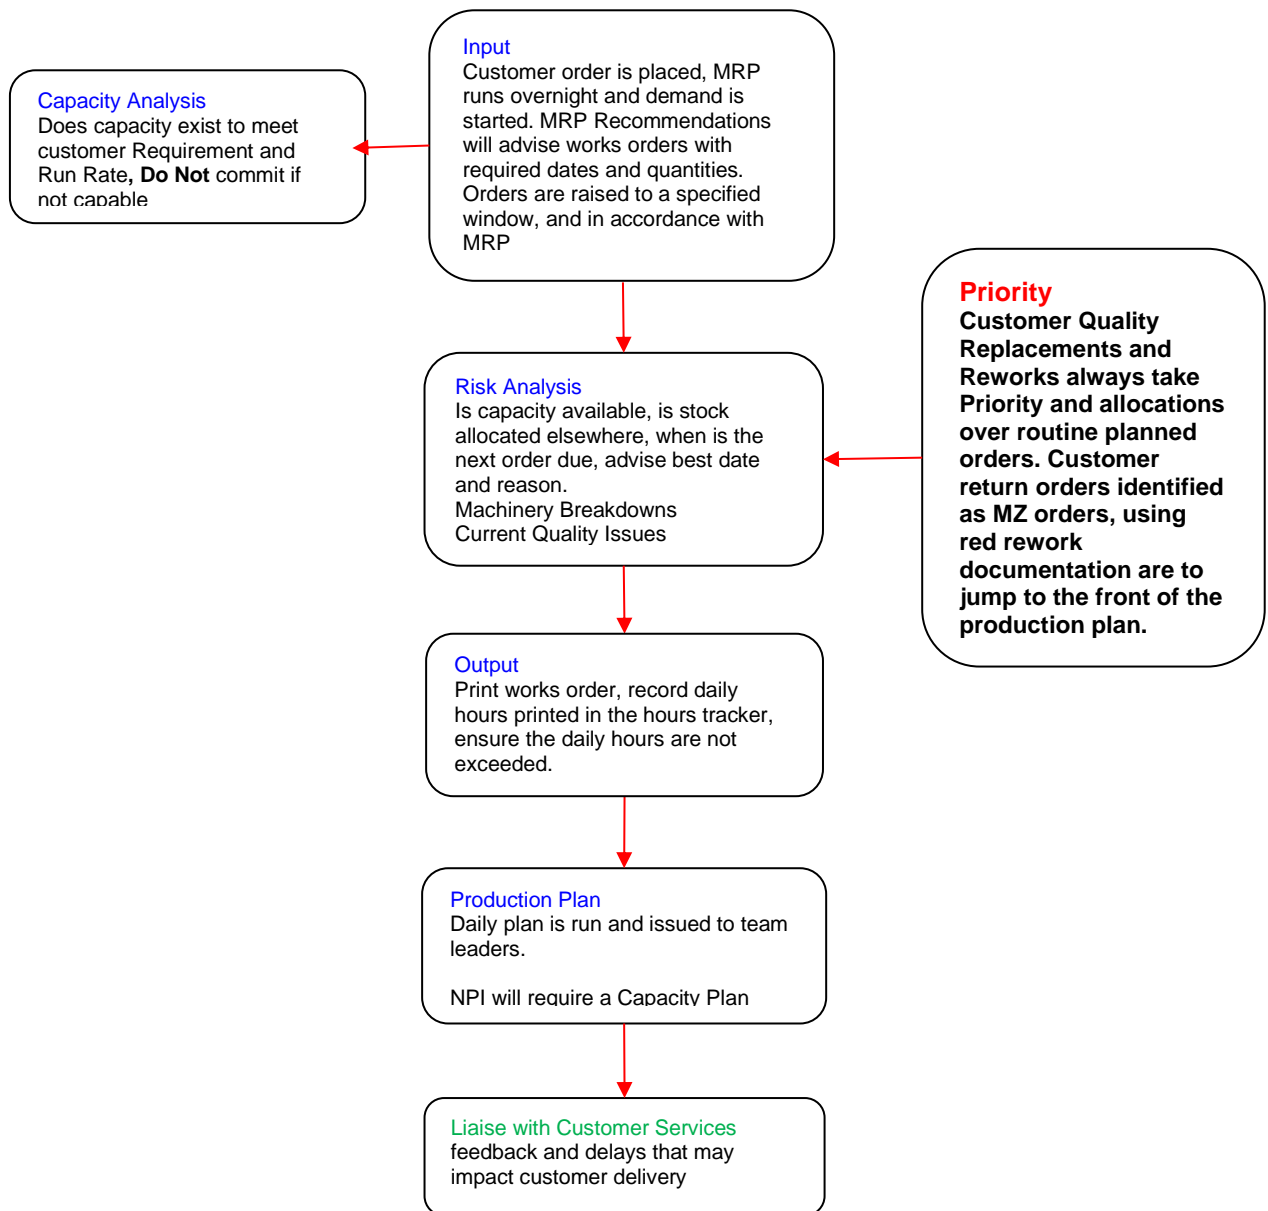 Input
Customer order is placed, MRP
runs overnight and demand is
started. MRP Recommendations
will advise works orders with
required dates and quantities.
Orders are raised to a specified
window, and in accordance with
MRP
Capacity Analysis
Does capacity exist to meet
customer Requirement and
Run Rate, Do Not commit if
not capable
Priority
Customer Quality
Replacements and
Reworks always take
Priority and allocations
over routine planned
orders. Customer
return orders identified
as MZ orders, using
red rework
documentation are to
jump to the front of the
production plan.
Risk Analysis
Is capacity available, is stock
allocated elsewhere, when is the
next order due, advise best date
and reason.
Machinery Breakdowns
Current Quality Issues
Output
Print works order, record daily
hours printed in the hours tracker,
ensure the daily hours are not
exceeded.
Production Plan
Daily plan is run and issued to team
leaders.
NPI will require a Capacity Plan
Liaise with Customer Services
feedback and delays that may
impact customer delivery